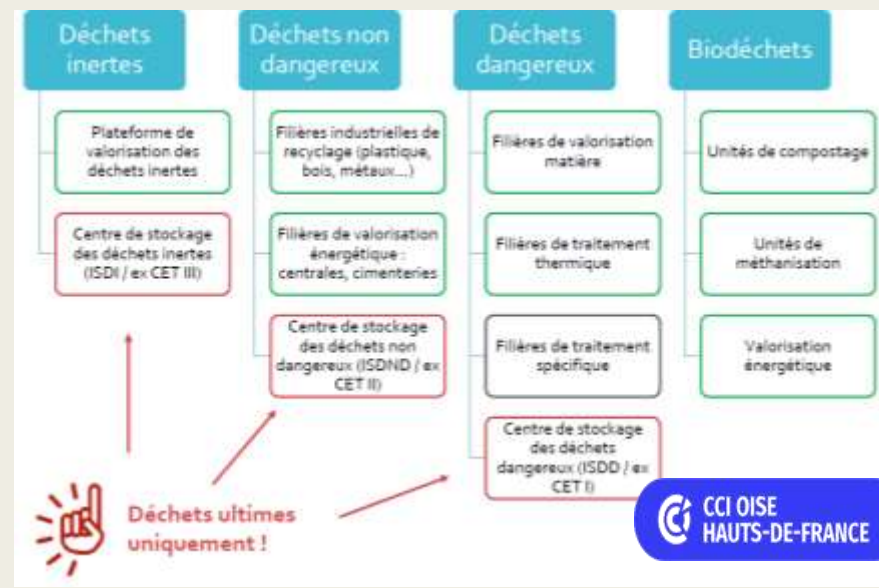 Déchets
inertes
Plateforme de
valorisation des
déchets inertes
Centre de stockage
des déchets inertes
(ISDI / ex CET III)
Déchets non
dangereux
Filières industrielles de
recyclage (plastique,
bois, métaux...)
Filières de valorisation
énergétique :
centrales, cimenteries
Centre de stockage
des déchets non
dangereux (ISDND / ex
CET II)
Déchets
dangereux
Filières de valorisation
matière
Filières de traitement
thermique
Filières de traitement
spécifique
Centre de stockage
des déchets
dangereux (ISDD / ex
CET I)
Biodéchets
Unités de compostage
Unités de
méthanisation
Valorisation
énergétique
Déchets ultimes
uniquement !
CCI OISE
HAUTS-DE-FRANCE